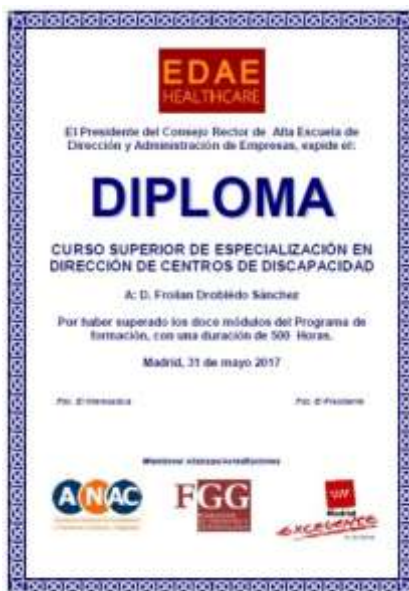 EDAE
HEALTHCARE
El Presidente del Consejo Rector de Alta Escuela de
Dirección y Administración de Empresas, expide el:
DIPLOMA
CURSO SUPERIOR DE ESPECIALIZACIÓN EN
DIRECCIÓN DE CENTROS DE DISCAPACIDAD
A: D. Froilan Droblédo Sánchez
Por haber superado los doce módulos del Programa de
formación, con una duración de 500 Horas.
Madrid, 31 de mayo 2017
Fdo. El Fdo. El Presidente
ANAC
FGG
Madrid
excelente